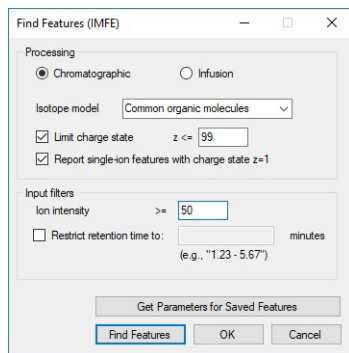 Find Features (IMFE)
Processing
Chromatographic Infusion
Isotope model Common organic molecules
Limit charge state z <= 99
Report single-ion features with charge state z=1
Input filters
Ion intensity >= 50
Restrict retention time to: minutes
(e.g., "1.23 - 5.67")
Get Parameters for Saved Features
Find Features OK Cancel